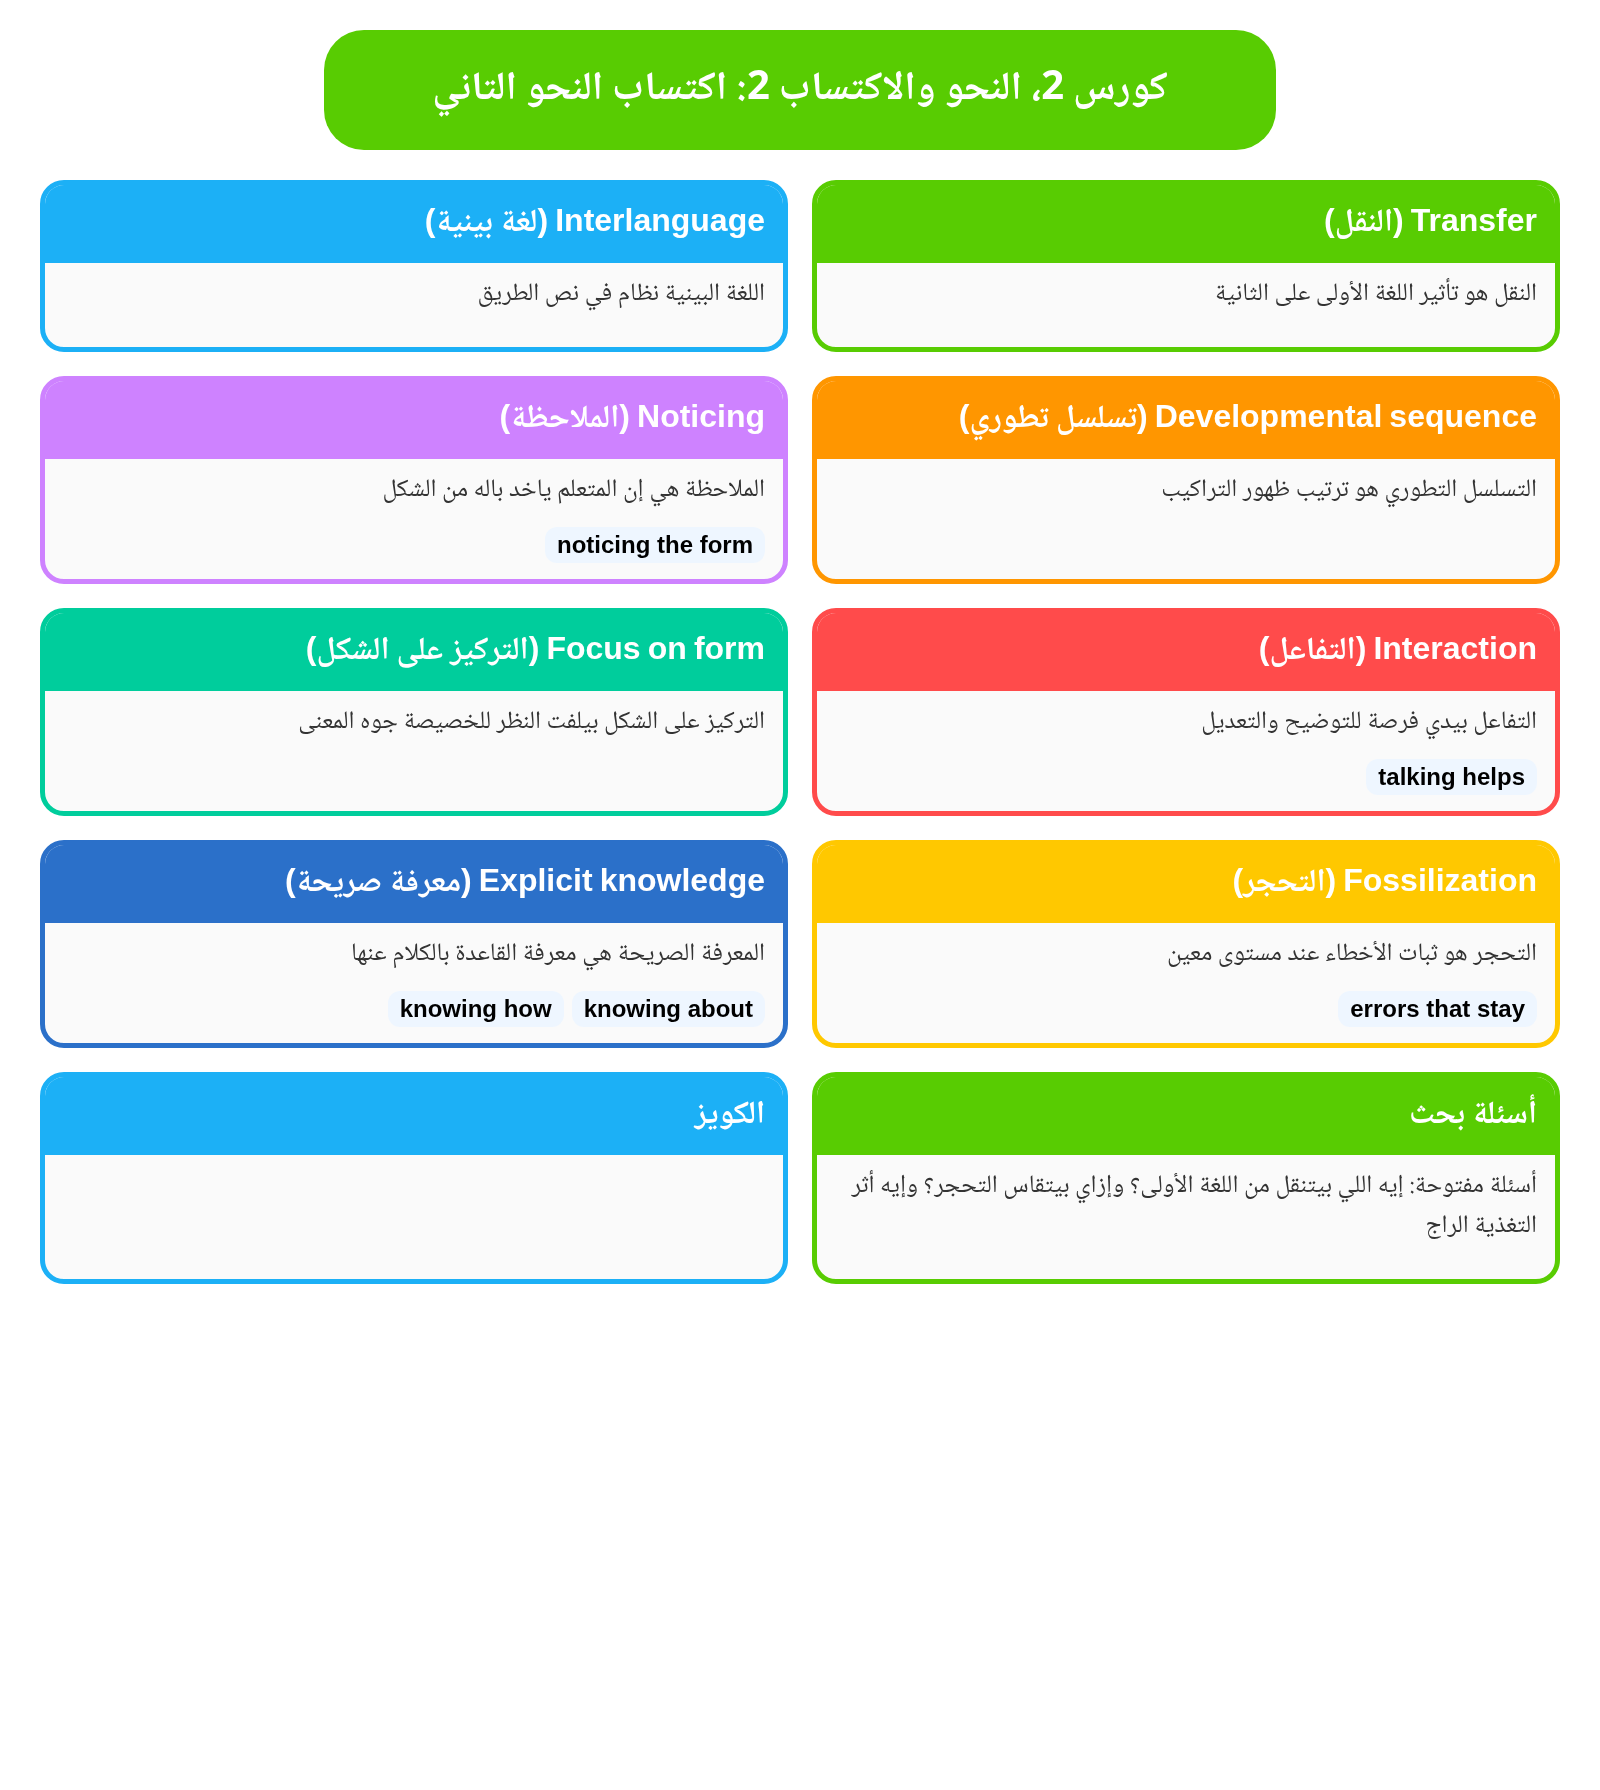 كورس 2، النحو والاكتساب 2: اكتساب النحو التاني
Transfer (النقل)
النقل هو تأثير اللغة الأولى على الثانية
Interlanguage (لغة بينية)
اللغة البينية نظام في نص الطريق
Developmental sequence (تسلسل تطوري)
التسلسل التطوري هو ترتيب ظهور التراكيب
Noticing (الملاحظة)
الملاحظة هي إن المتعلم ياخد باله من الشكل
noticing the form
Interaction (التفاعل)
التفاعل بيدي فرصة للتوضيح والتعديل
talking helps
Focus on form (التركيز على الشكل)
التركيز على الشكل بيلفت النظر للخصيصة جوه المعنى
Fossilization (التحجر)
التحجر هو ثبات الأخطاء عند مستوى معين
errors that stay
Explicit knowledge (معرفة صريحة)
المعرفة الصريحة هي معرفة القاعدة بالكلام عنها
knowing about knowing how
أسئلة بحث
أسئلة مفتوحة: إيه اللي بيتنقل من اللغة الأولى؟ وإزاي بيتقاس التحجر؟ وإيه أثر
التغذية الراج
الكويز